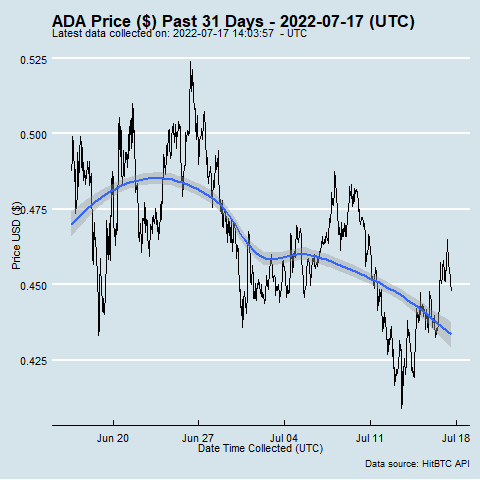 ADA Price ($) Past 31 Days - 2022-07-17 (UTC)
Latest data collected on: 2022-07-17 14:03:57 - UTC
0.525
0.500
0.475
0.450
0.425
Price USD ($)
Jun 20 Jun 27 Jul 04 Jul 11 Jul 18
Date Time Collected (UTC)
Data source: HitBTC API